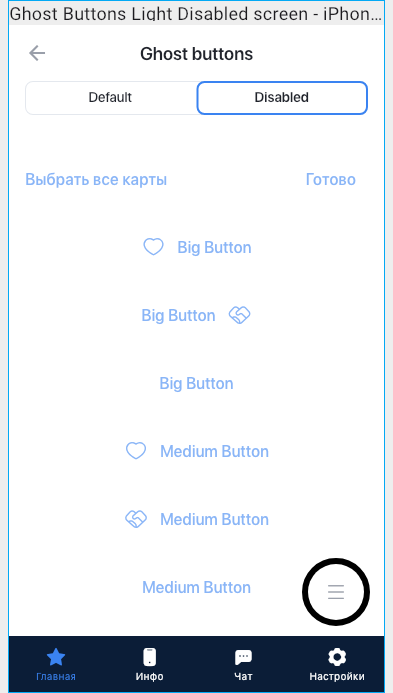 Ghost Buttons Light Disabled screen - iPhon...
Ghost buttons
Default Disabled
Выбрать все карты Готово
Big Button
Big Button
Big Button
Medium Button
Medium Button
Medium Button
Главная Инфо Чат Настройки